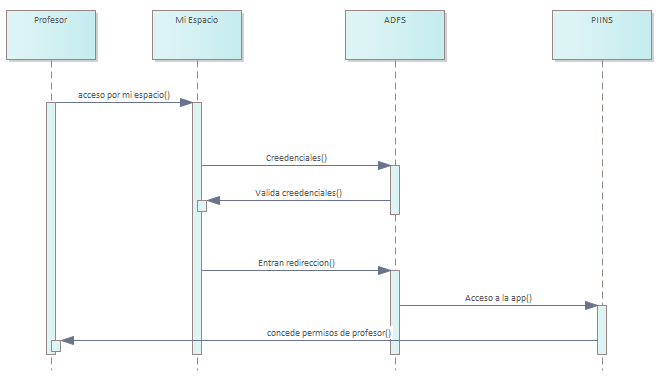 Profesor
Mi Espacio
ADFS
PIINS
acceso por mi espacio()
Creedenciales()
Valida creedenciales()
Entran redireccion()
Acceso a la app()
concede permisos de profesor()